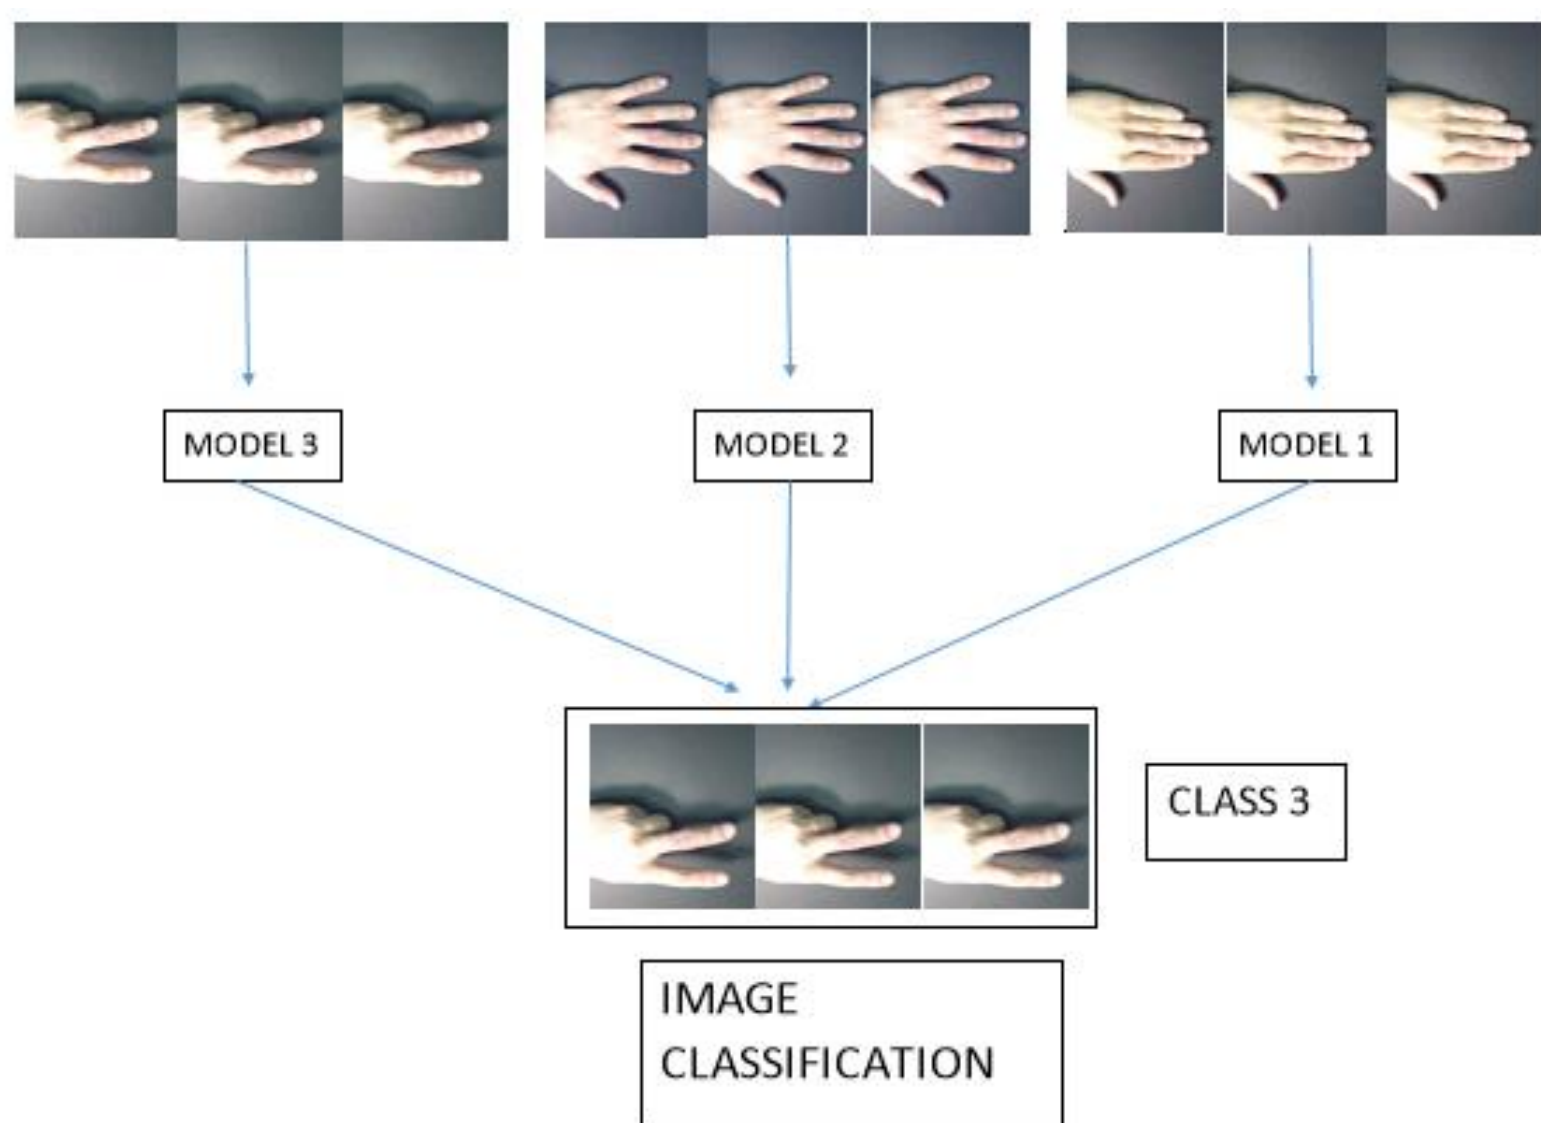 MODEL 3
MODEL 2
MODEL 1
CLASS 3
IMAGE
CLASSIFICATION